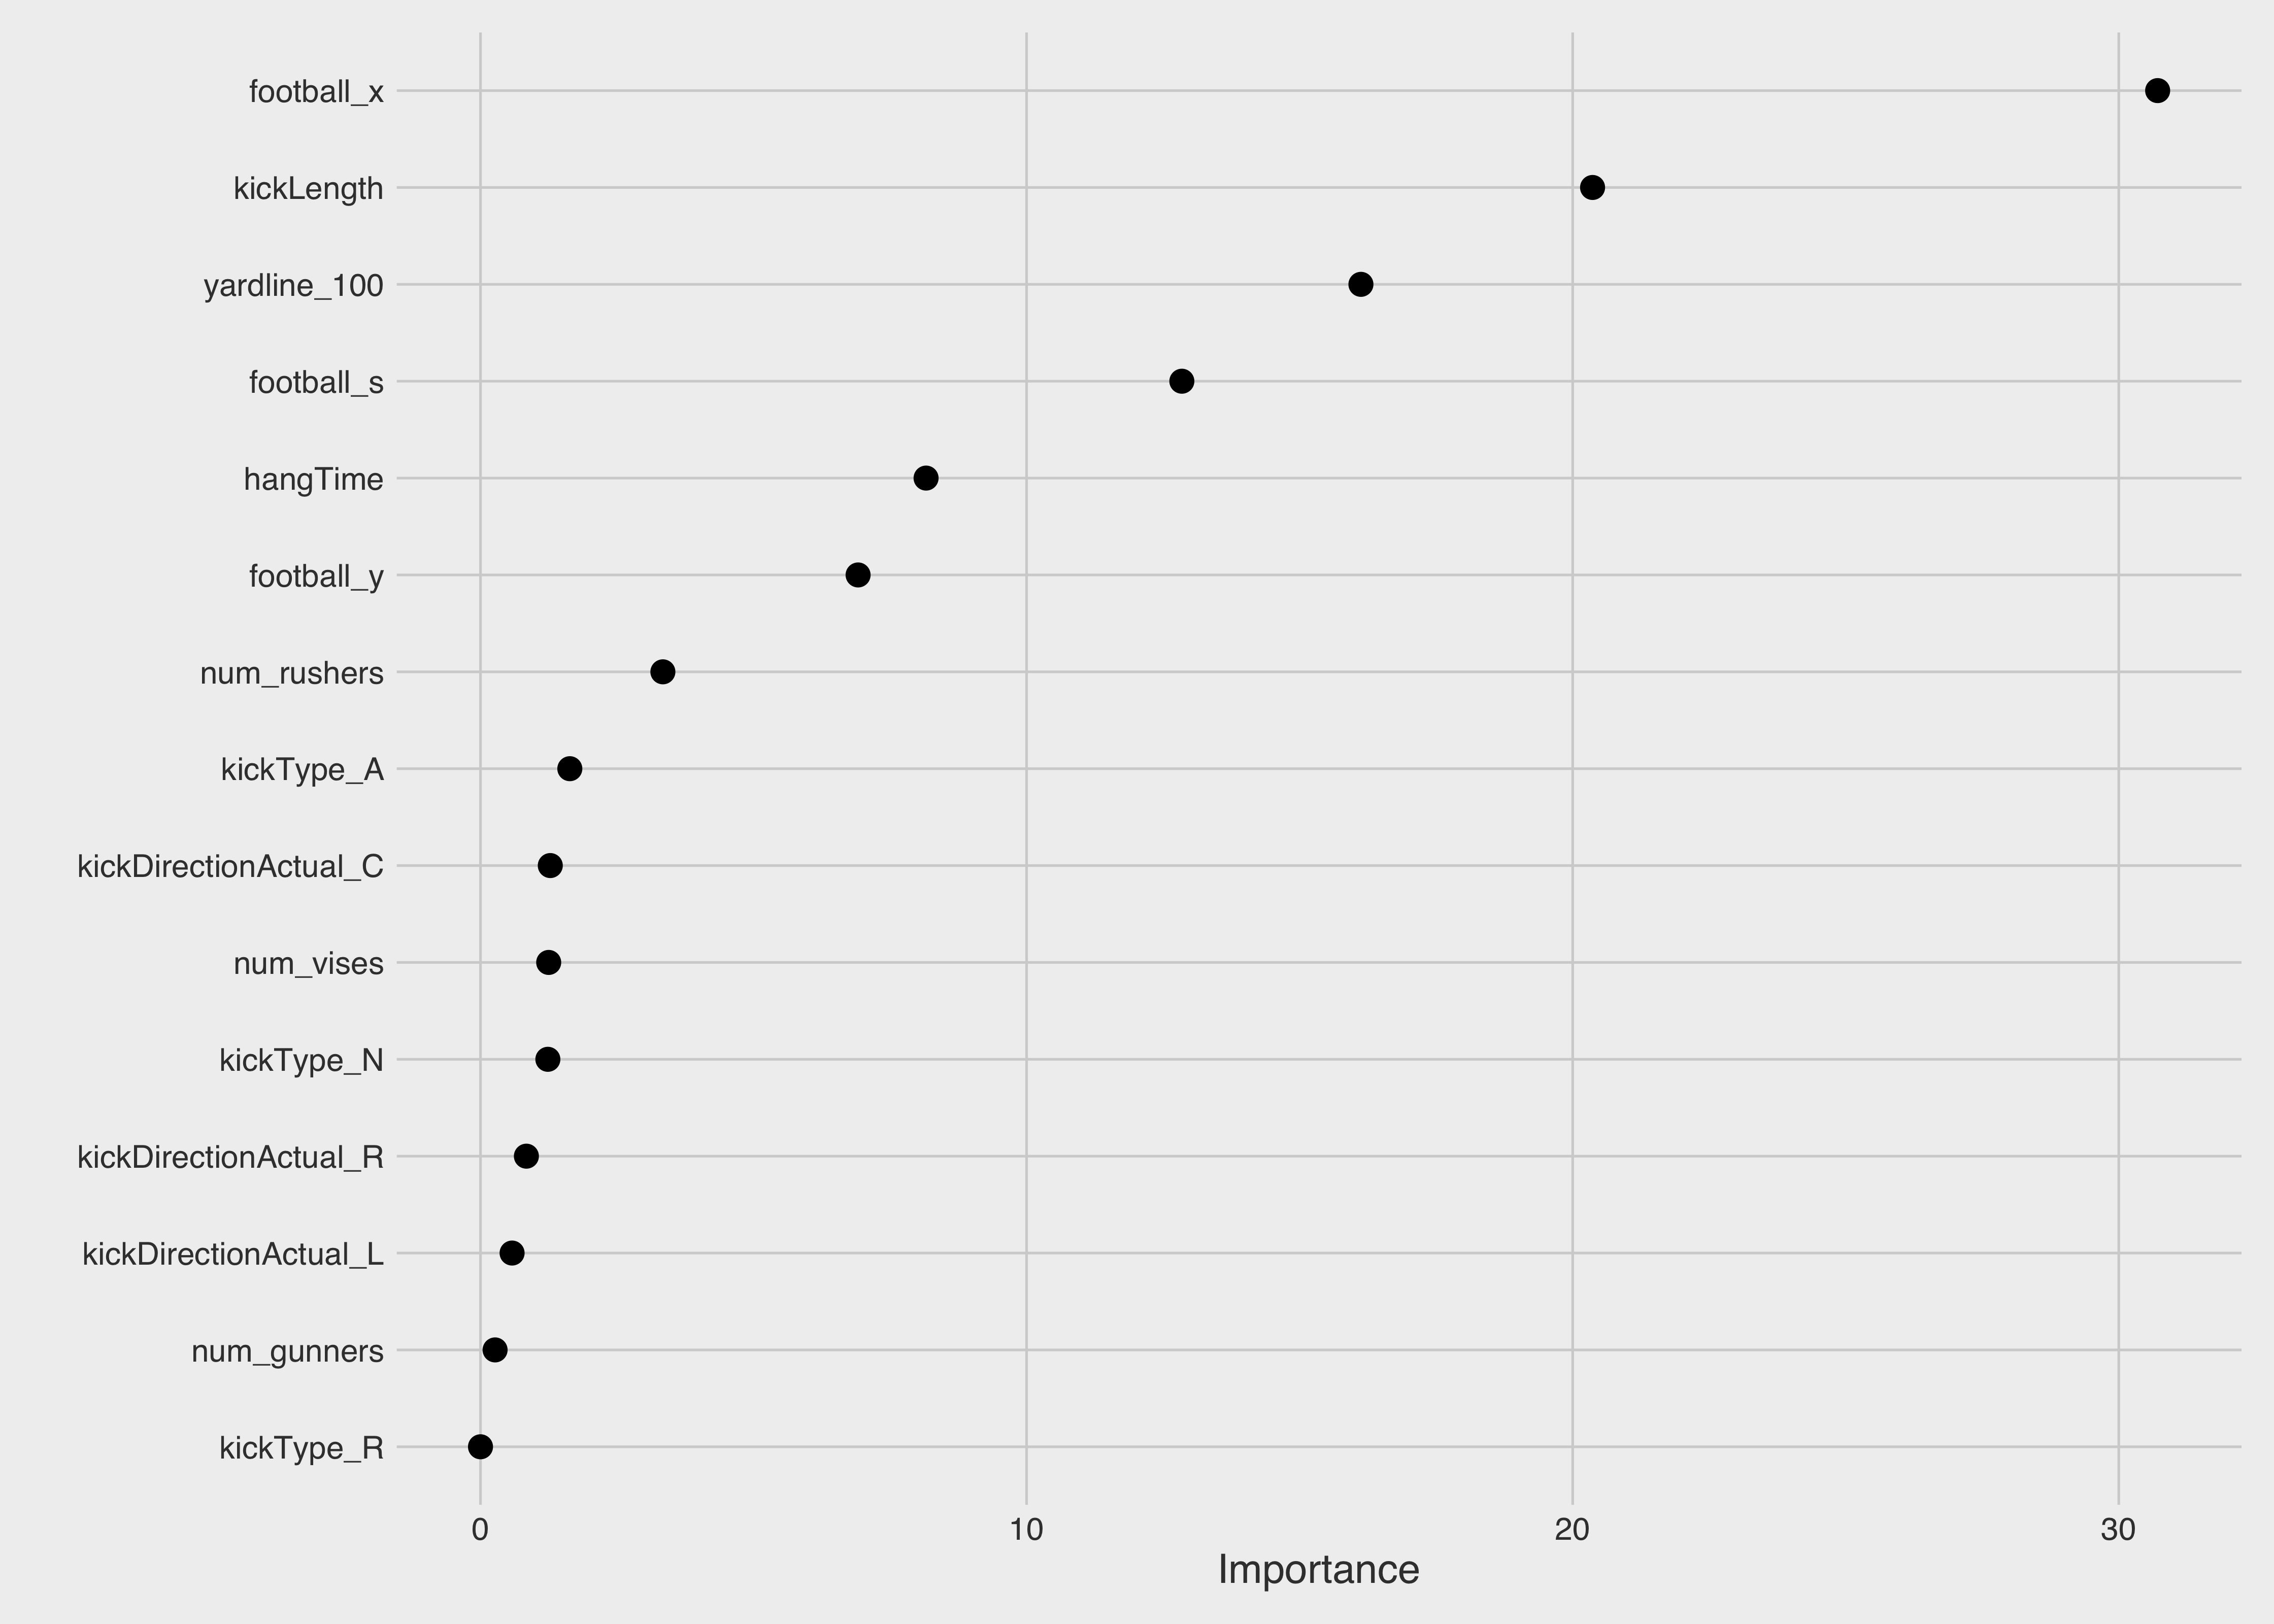 football_x
kickLength
yardline_100
football_s
hangTime
football_y
num_rushers
kickType_A
kickDirectionActual_C
num_vises
kickType_N
kickDirectionActual_R
kickDirectionActual_L
num_gunners
kickType_R
0 10 20 30
Importance